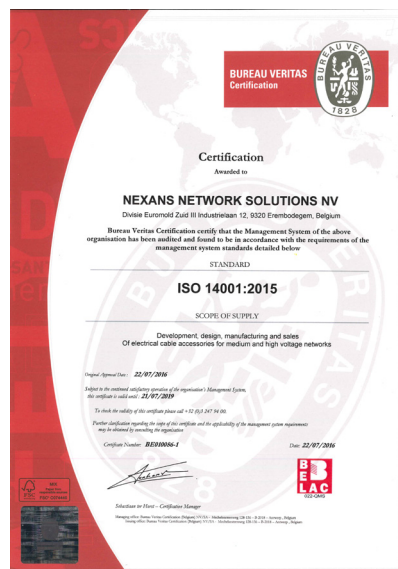 BUREAU VERITAS
Certification
BUREAU VERITAS
1828
Certification
Awarded to
NEXANS NETWORK SOLUTIONS NV
Divisie Euromold Zuid III Industrielaan 12, 9320 Erembodegem, Belgium
Bureau Veritas Certification certify that the Management System of the above
organisation has been audited and found to be in accordance with the requirements of the
management system standards detailed below
STANDARD
ISO 14001:2015
SCOPE OF SUPPLY
Development, design, manufacturing and sales
Of electrical cable accessories for medium and high voltage networks
Original Approval Date : 22/07/2016
Subject to the continued satisfactory operation of the organisation's Management System,
this certificate is valid until: 21/07/2019
To check the validity of this certificate please call +32 (0)3 247 94 00
Further clarification regarding the scope of this certificate and the applicability of the management system requirements
may be obtained by consulting the organisation
Certificate Number: BE010086-1 Date: 22/07/2016
BELAC
022-QMS
FSC
Sebastiaan ter Horst – Certification Manager